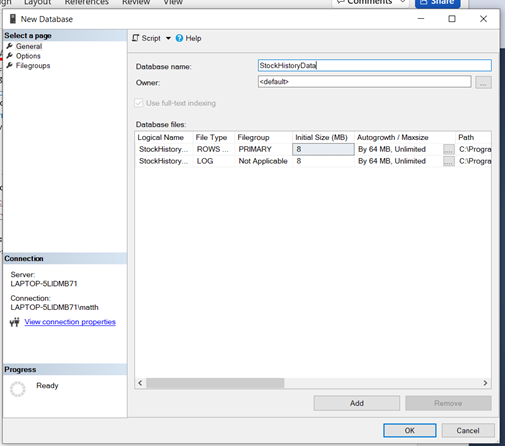 Layout References Review View Comments Share
New Database
Select a page
General
Options
Filegroups
Script Help
Database name: StockHistoryData
Owner: <default> ...
Use full-text indexing
Database files:
Logical Name File Type Filegroup Initial Size (MB) Autogrowth / Maxsize Path
StockHistory... ROWS ... PRIMARY 8 By 64 MB, Unlimited ... C:\Progra
StockHistory... LOG Not Applicable 8 By 64 MB, Unlimited ... C:\Progra
Connection
Server:
LAPTOP-5LIDMB71
Connection:
LAPTOP-5LIDMB71\matth
View connection properties
Progress
Ready
Add Remove
OK Cancel